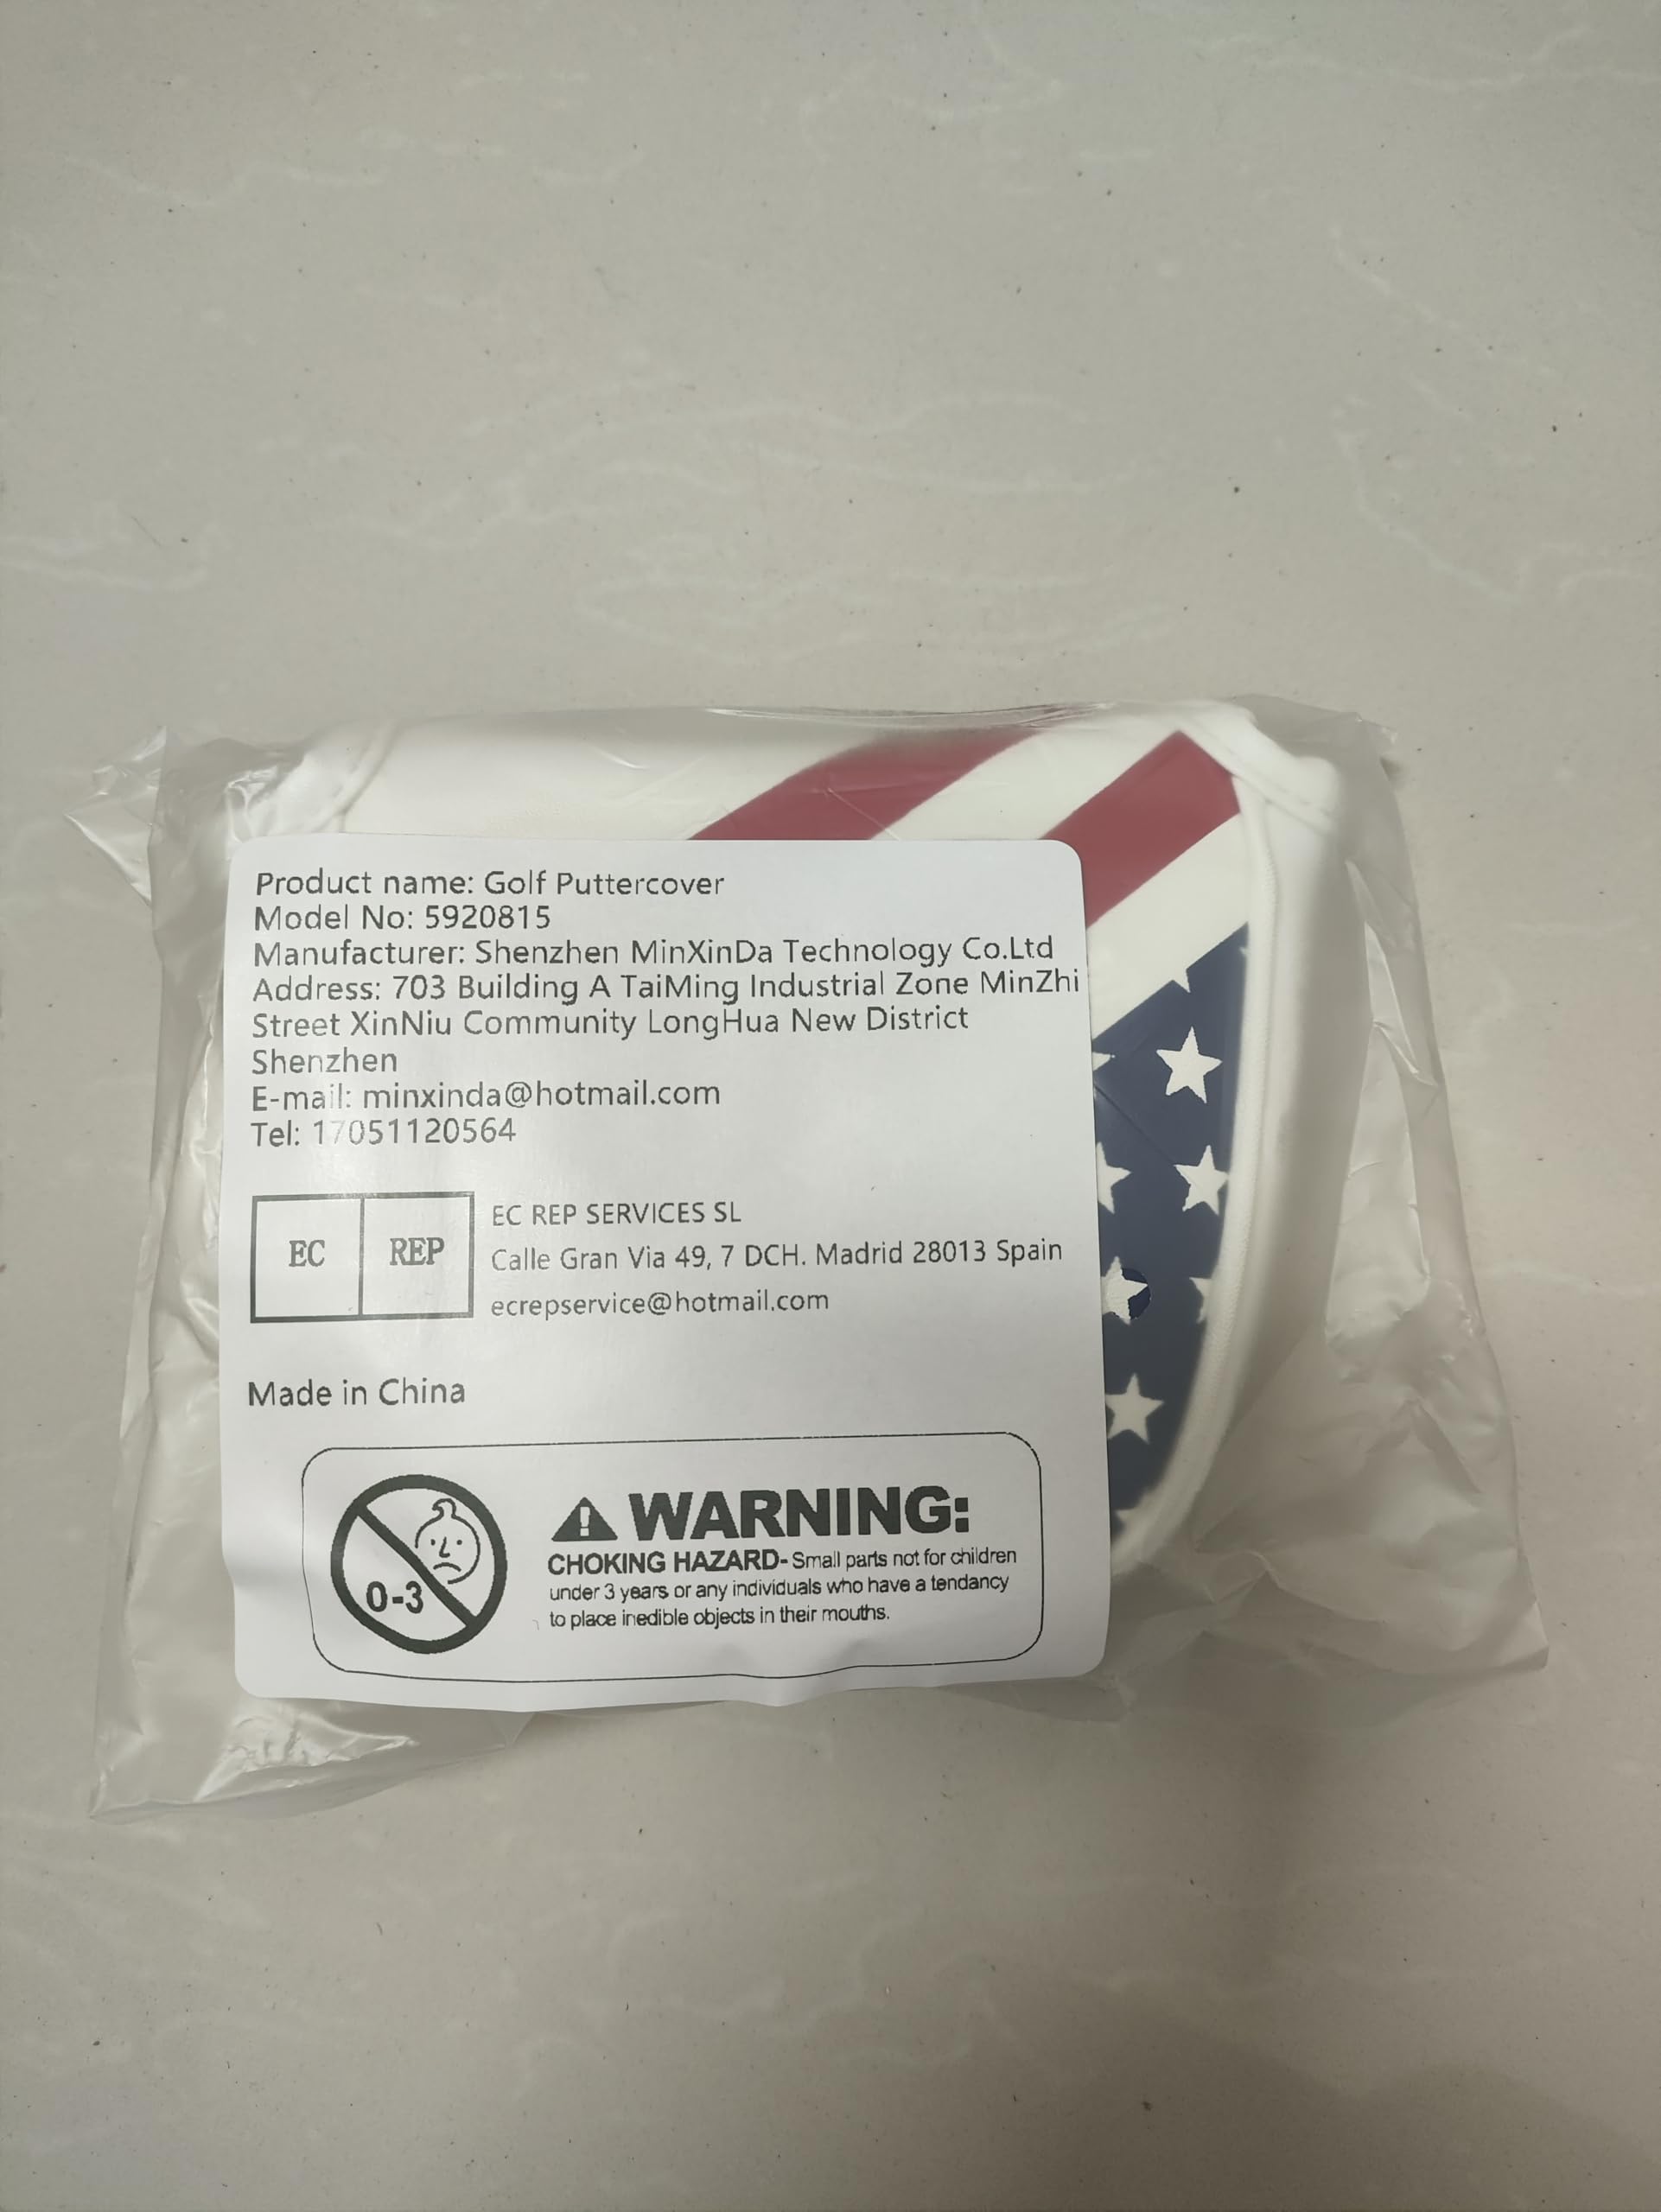 Product name: Golf Puttercover
Model No: 5920815
Manufacturer: Shenzhen MinXinDa Technology Co.Ltd
Address: 703 Building A TaiMing Industrial Zone MinZhi
Street XinNiu Community LongHua New District
Shenzhen
E-mail: minxinda@hotmail.com
Tel: 17051120564
EC REP
EC REP SERVICES SL
Calle Gran Via 49, 7 DCH. Madrid 28013 Spain
ecrepservice@hotmail.com
Made in China
0-3
WARNING:
CHOKING HAZARD- Small parts not for children
under 3 years or any individuals who have a tendancy
to place inedible objects in their mouths.